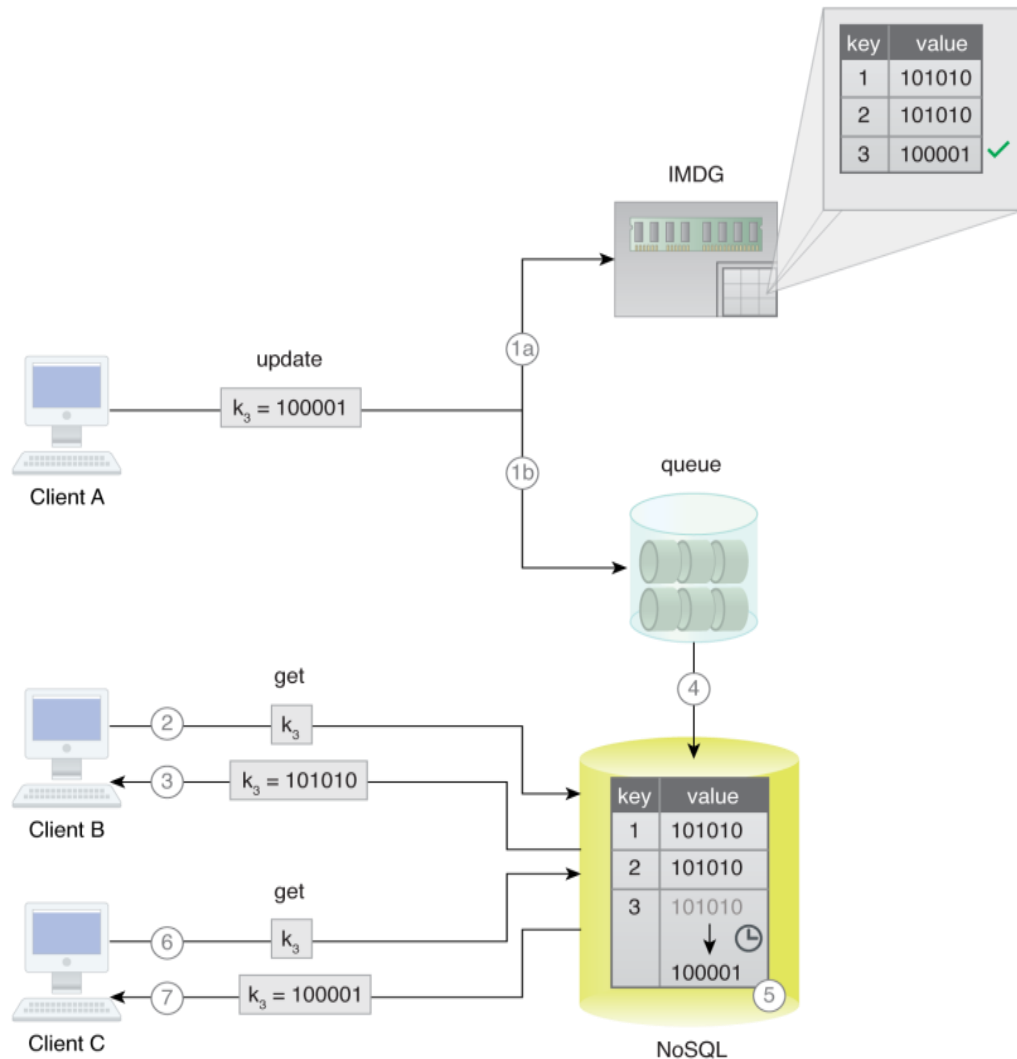 key value
1 101010
2 101010
3 100001
IMDG
1a
update
k₃ = 100001
Client A
1b
queue
4
get
2 k₃
3 k₃ = 101010
Client B
key value
1 101010
2 101010
3 101010
100001
5
get
6 k₃
7 k₃ = 100001
Client C
NoSQL